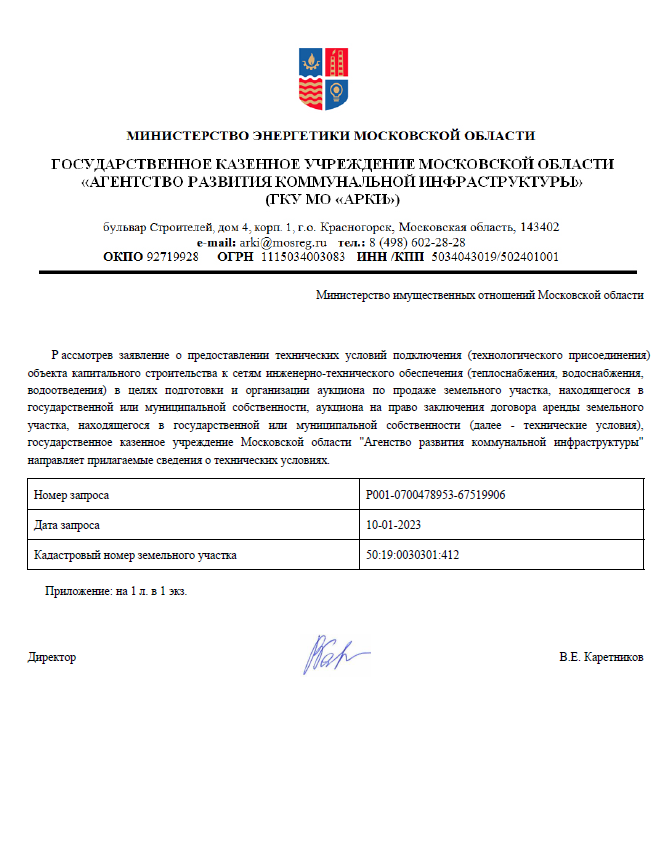 МИНИСТЕРСТВО ЭНЕРГЕТИКИ МОСКОВСКОЙ ОБЛАСТИ
ГОСУДАРСТВЕННОЕ КАЗЕННОЕ УЧРЕЖДЕНИЕ МОСКОВСКОЙ ОБЛАСТИ
«АГЕНТСТВО РАЗВИТИЯ КОММУНАЛЬНОЙ ИНФРАСТРУКТУРЫ»
(ГКУ МО «АРКИ»)
бульвар Строителей, дом 4, корп. 1, г.о. Красногорск, Московская область, 143402
e-mail: arki@mosreg.ru тел.: 8 (498) 602-28-28
ОКПО 92719928 ОГРН 1115034003083 ИНН /КПП 5034043019/502401001
Министерство имущественных отношений Московской области
Рассмотрев заявление о предоставлении технических условий подключения (технологического присоединения)
объекта капитального строительства к сетям инженерно-технического обеспечения (теплоснабжения, водоснабжения,
водоотведения) в целях подготовки и организации аукциона по продаже земельного участка, находящегося в
государственной или муниципальной собственности, аукциона на право заключения договора аренды земельного
участка, находящегося в государственной или муниципальной собственности (далее - технические условия),
государственное казенное учреждение Московской области "Агенство развития коммунальной инфраструктуры"
направляет прилагаемые сведения о технических условиях.
Номер запроса P001-0700478953-67519906
Дата запроса 10-01-2023
Кадастровый номер земельного участка 50:19:0030301:412
Приложение: на 1 л. в 1 экз.
Директор В.Е. Каретников